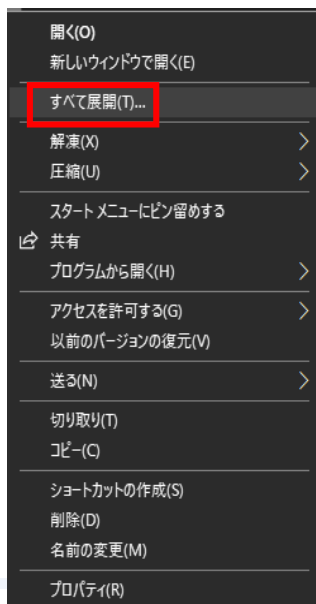 開く(O)
新しいウィンドウで開く(E)
すべて展開(T)...
解凍(X)
圧縮(U)
スタート メニューにピン留めする
共有
プログラムから開く(H)
アクセスを許可する(G)
以前のバージョンの復元(V)
送る(N)
切り取り(T)
コピー(C)
ショートカットの作成(S)
削除(D)
名前の変更(M)
プロパティ(R)